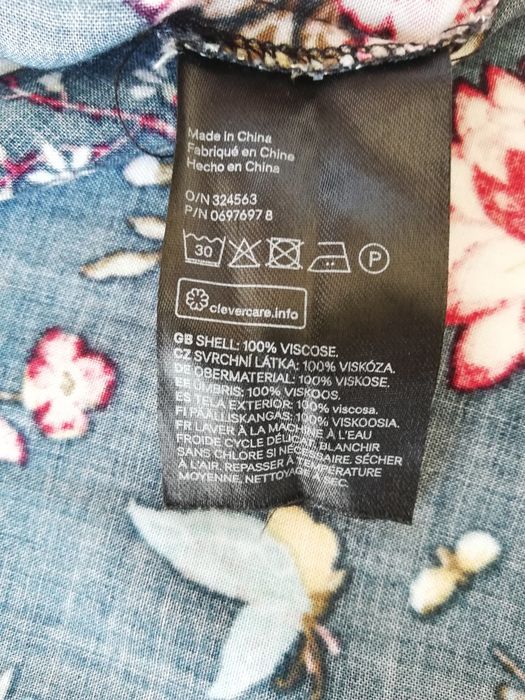 Made in China
Fabriqué en Chine
Hecho en China
O/N 324563
P/N 0697697 8
30
P
clevercare.info
GB SHELL: 100% VISCOSE.
CZ SVRCHNÍ LÁTKA: 100% VISKÓZA.
DE OBERMATERIAL: 100% VISKOSE.
EE ÜMBRIS: 100% VISKOOS.
ES TELA EXTERIOR: 100% viscosa.
FI PÄÄLLISKANGAS: 100% VISKOOSIA
FR LAVER À LA MACHINE À L'EAU
FROIDE CYCLE DÉLICAT, BLANCHIR
SANS CHLORE SI NÉCESSAIRE. SÉCHER
À L'AIR. REPASSER À TEMPÉRATURE
MOYENNE. NETTOYAGE À SEC.